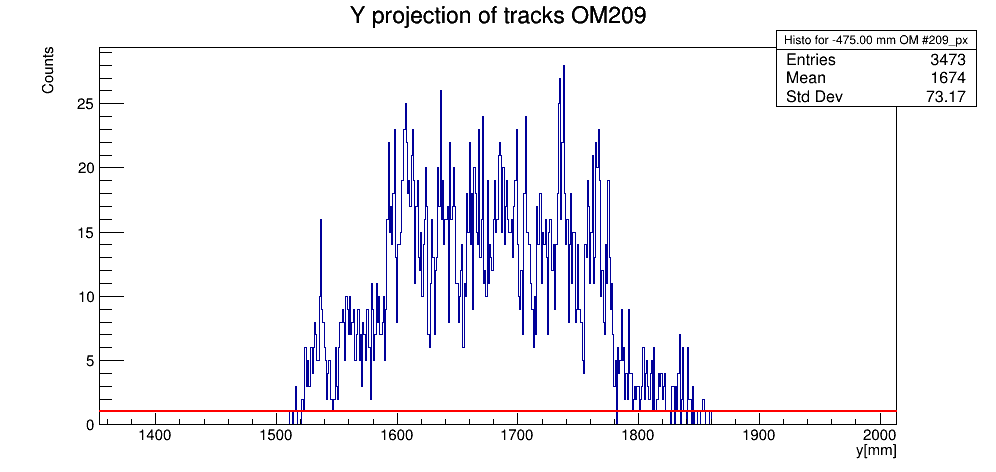 Y projection of tracks OM209
Histo for -475.00 mm OM #209_px
Entries 3473
Mean 1674
Std Dev 73.17
Counts
25
20
15
10
5
0
1400 1500 1600 1700 1800 1900 2000
y[mm]